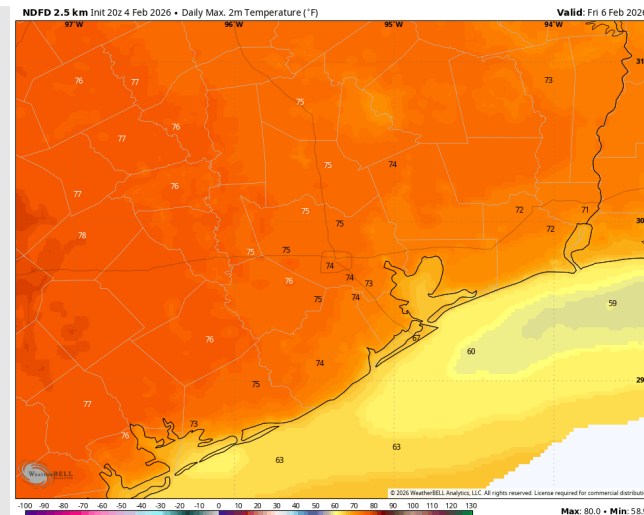 NDFD 2.5 km Init 20z 4 Feb 2026 • Daily Max. 2m Temperature (°F)
Valid: Fri 6 Feb 2026
97°W 96°W 95°W 94°W
31
73
76 77
75
76
77
75 74
76
77
75 72 71
75 72 30
78
75 75
74
76 74 73
75 74
59
67
76
60
74
29
75
77
73
76
63
63
WeatherBELL
© 2026 WeatherBELL Analytics, LLC. All rights reserved. License required for commercial distributi
-100 -90 -80 -70 -60 -50 -40 -30 -20 -10 0 10 20 30 40 50 60 70 80 90 100 110 120 130
Max: 80.0 • Min: 58